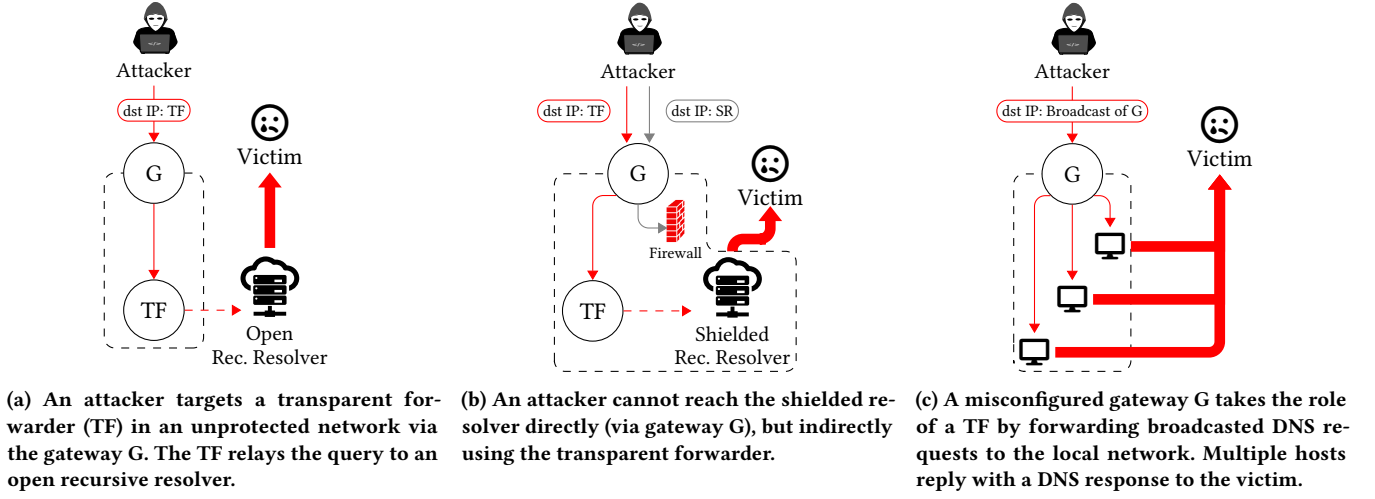 Attacker
dst IP: TF
G
Victim
TF
Open
Rec. Resolver
(a) An attacker targets a transparent for-
warder (TF) in an unprotected network via
the gateway G. The TF relays the query to an
open recursive resolver.
Attacker
dst IP: TF
dst IP: SR
G
Victim
Firewall
TF
Shielded
Rec. Resolver
(b) An attacker cannot reach the shielded re-
solver directly (via gateway G), but indirectly
using the transparent forwarder.
Attacker
dst IP: Broadcast of G
G
Victim
(c) A misconfigured gateway G takes the role
of a TF by forwarding broadcasted DNS re-
quests to the local network. Multiple hosts
reply with a DNS response to the victim.